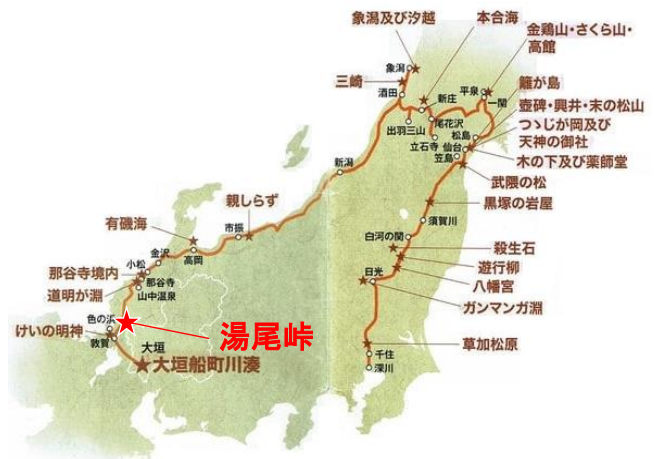 象潟及び汐越
本合海
金鶏山・さくら山・
高館
三崎
象潟
酒田
新庄
平泉
一関
籠が島
壺碑・興井・末の松山
つゝじが岡及び
天神の御社
木の下及び薬師堂
武隈の松
出羽三山
尾花沢
立石寺
松島
仙台
笠島
新潟
親しらず
有磯海
市振
高岡
金沢
小松
那谷寺境内
那谷寺
道明が淵
山中温泉
黒塚の岩屋
須賀川
白河の関
殺生石
遊行柳
日光
八幡宮
ガンマンガ淵
色の浜
けいの明神
敦賀
湯尾峠
大垣
大垣船町川湊
草加松原
千住
深川